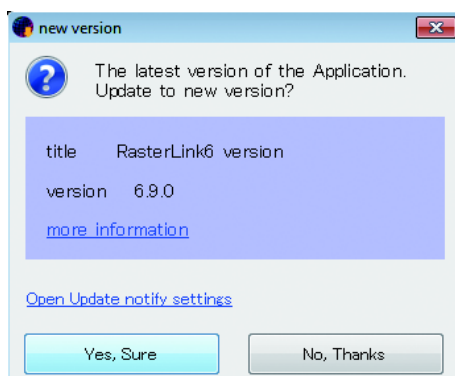 new version
The latest version of the Application.
Update to new version?
title RasterLink6 version
version 6.9.0
more information
Open Update notify settings
Yes, Sure
No, Thanks